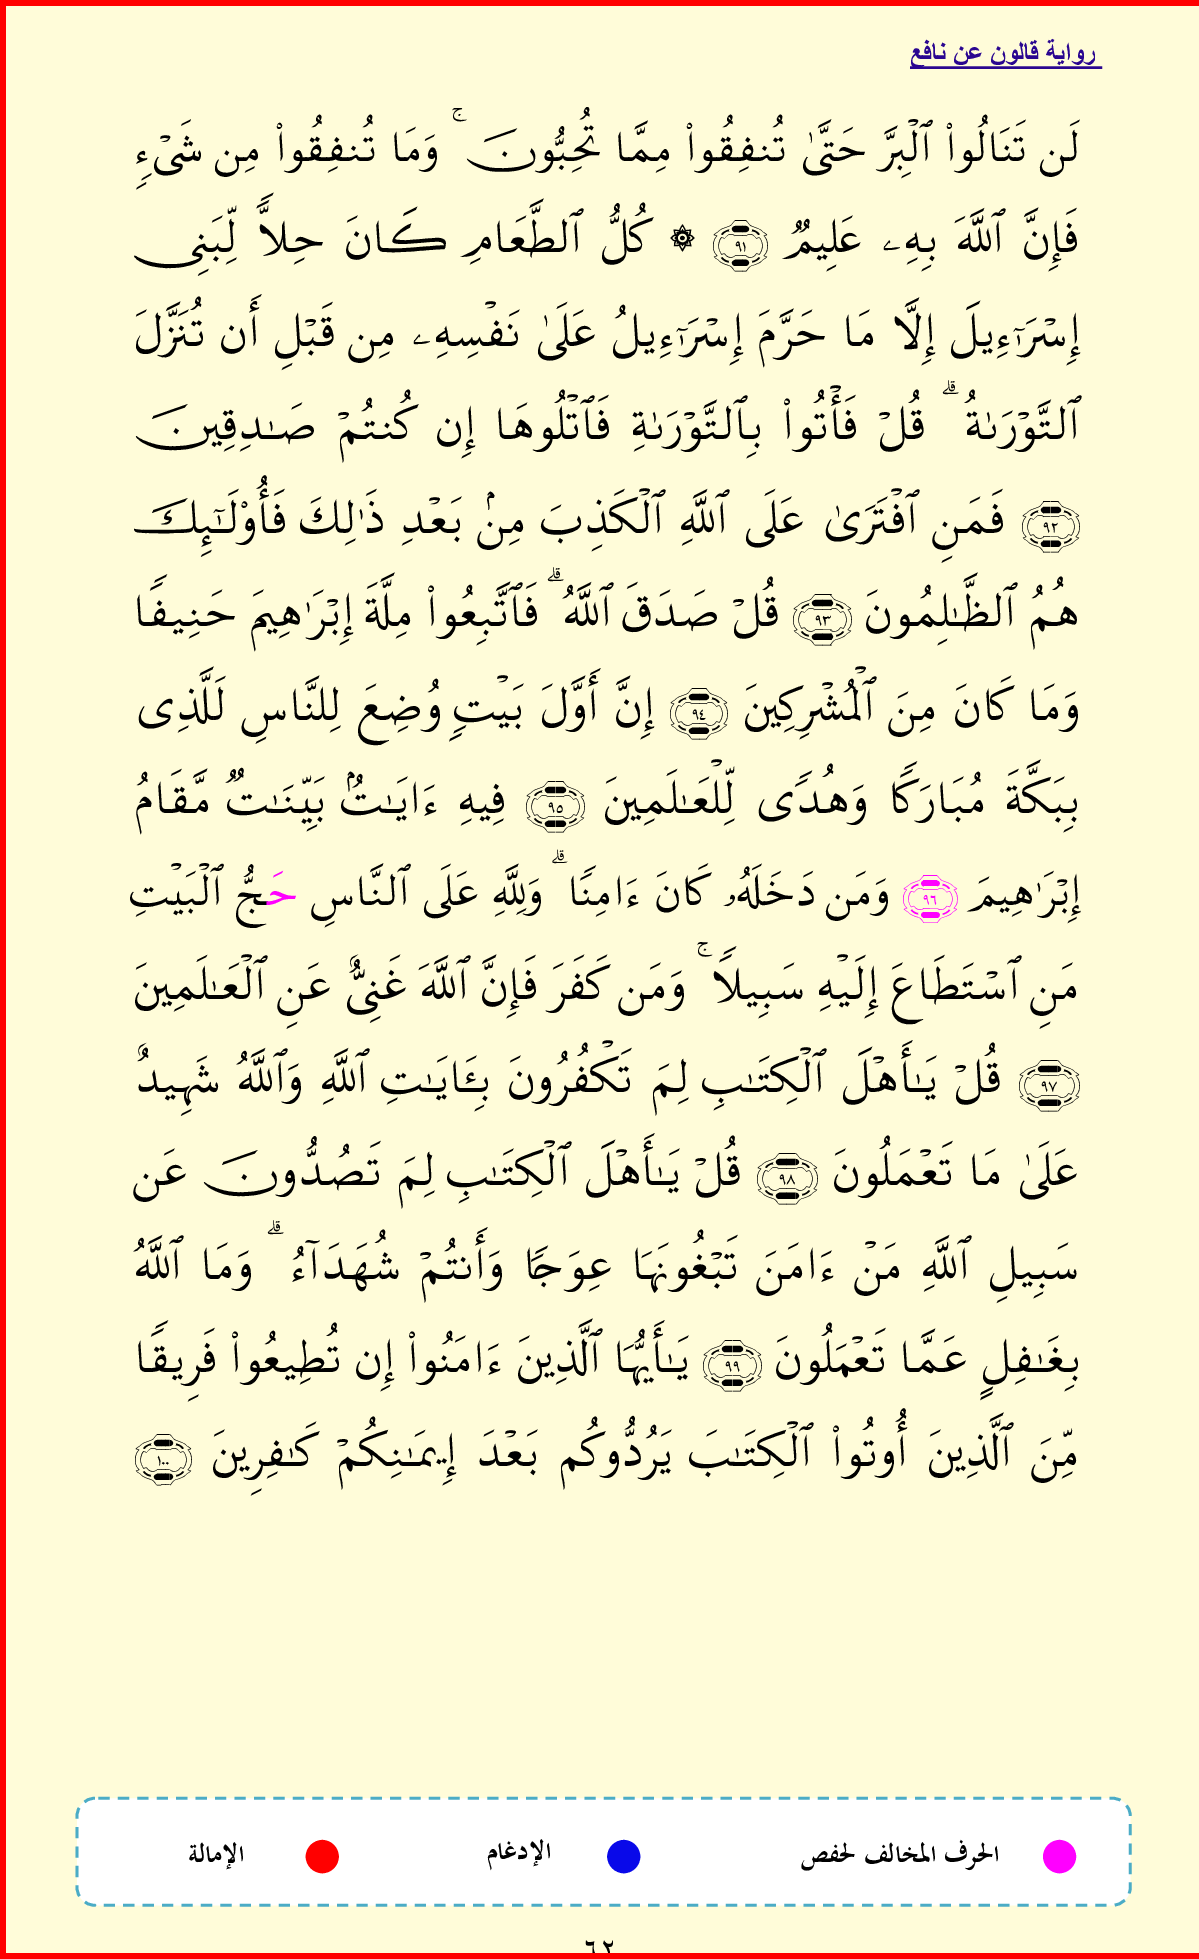 رواية قالون عن نافع
لَن تَنَالُوا۟ ٱلْبِرَّ حَتَّىٰ تُنفِقُوا۟ مِمَّا تُحِبُّونَ ۚ وَمَا تُنفِقُوا۟ مِن شَىْءٍ
فَإِنَّ ٱللَّهَ بِهِۦ عَلِيمٌ ٩١ ۞ كُلُّ ٱلطَّعَامِ كَانَ حِلًّا لِّبَنِى
إِسْرَٰٓءِيلَ إِلَّا مَا حَرَّمَ إِسْرَٰٓءِيلُ عَلَىٰ نَفْسِهِۦ مِن قَبْلِ أَن تُنَزَّلَ
ٱلتَّوْرَىٰةُ ۗ قُلْ فَأْتُوا۟ بِٱلتَّوْرَىٰةِ فَٱتْلُوهَا إِن كُنتُمْ صَـٰدِقِينَ
٩٢ فَمَنِ ٱفْتَرَىٰ عَلَى ٱللَّهِ ٱلْكَذِبَ مِنۢ بَعْدِ ذَٰلِكَ فَأُو۟لَـٰٓئِكَ
هُمُ ٱلظَّـٰلِمُونَ ٩٣ قُلْ صَدَقَ ٱللَّهُ ۗ فَٱتَّبِعُوا۟ مِلَّةَ إِبْرَٰهِيمَ حَنِيفًا
وَمَا كَانَ مِنَ ٱلْمُشْرِكِينَ ٩٤ إِنَّ أَوَّلَ بَيْتٍ وُضِعَ لِلنَّاسِ لَلَّذِى
بِبَكَّةَ مُبَارَكًا وَهُدًى لِّلْعَـٰلَمِينَ ٩٥ فِيهِ ءَايَـٰتٌۢ بَيِّنَـٰتٌ مَّقَامُ
إِبْرَٰهِيمَ ٩٦ وَمَن دَخَلَهُۥ كَانَ ءَامِنًا ۗ وَلِلَّهِ عَلَى ٱلنَّاسِ حَجُّ ٱلْبَيْتِ
مَنِ ٱسْتَطَاعَ إِلَيْهِ سَبِيلًا ۚ وَمَن كَفَرَ فَإِنَّ ٱللَّهَ غَنِىٌّ عَنِ ٱلْعَـٰلَمِينَ
٩٧ قُلْ يَـٰٓأَهْلَ ٱلْكِتَـٰبِ لِمَ تَكْفُرُونَ بِـَٔايَـٰتِ ٱللَّهِ وَٱللَّهُ شَهِيدٌ
عَلَىٰ مَا تَعْمَلُونَ ٩٨ قُلْ يَـٰٓأَهْلَ ٱلْكِتَـٰبِ لِمَ تَصُدُّونَ عَن
سَبِيلِ ٱللَّهِ مَنْ ءَامَنَ تَبْغُونَهَا عِوَجًا وَأَنتُمْ شُهَدَآءُ ۗ وَمَا ٱللَّهُ
بِغَـٰفِلٍ عَمَّا تَعْمَلُونَ ٩٩ يَـٰٓأَيُّهَا ٱلَّذِينَ ءَامَنُوا۟ إِن تُطِيعُوا۟ فَرِيقًا
مِّنَ ٱلَّذِينَ أُوتُوا۟ ٱلْكِتَـٰبَ يَرُدُّوكُم بَعْدَ إِيمَـٰنِكُمْ كَـٰفِرِينَ ١٠٠
الحرف المخالف لحفص الإدغام الإمالة
٦٢